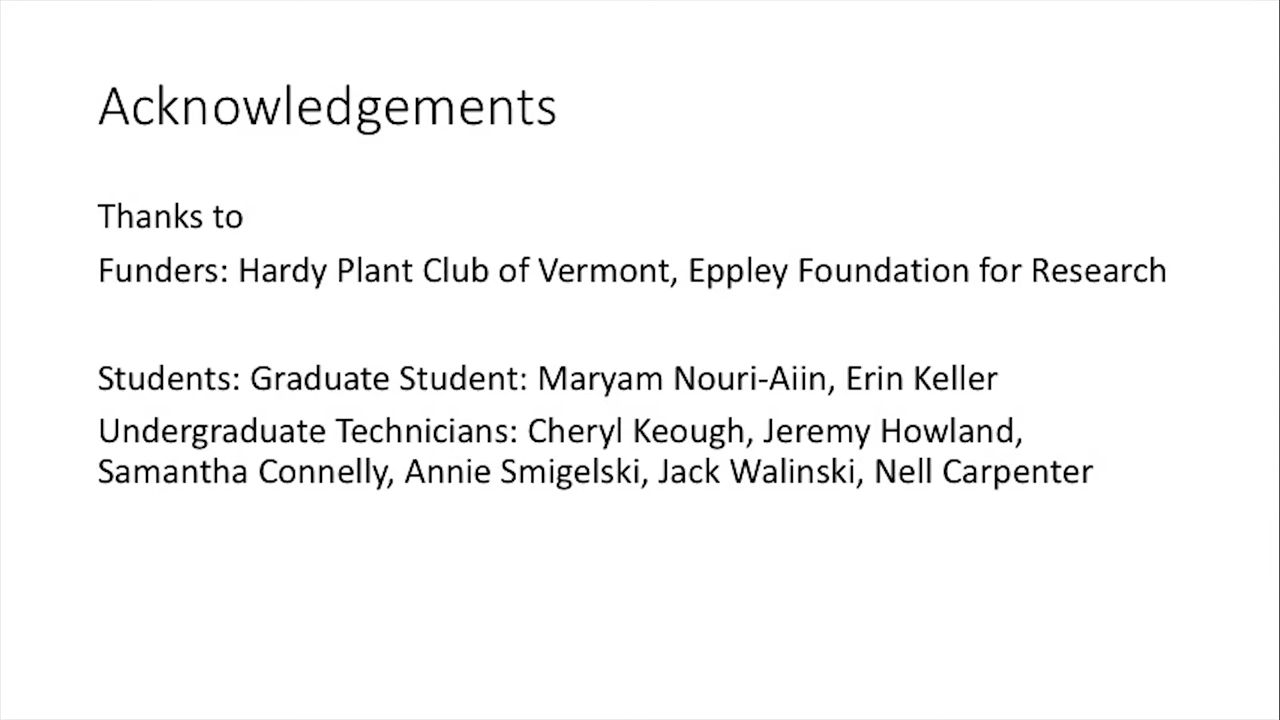 Acknowledgements
Thanks to
Funders: Hardy Plant Club of Vermont, Eppley Foundation for Research
Students: Graduate Student: Maryam Nouri-Aiin, Erin Keller
Undergraduate Technicians: Cheryl Keough, Jeremy Howland,
Samantha Connelly, Annie Smigelski, Jack Walinski, Nell Carpenter